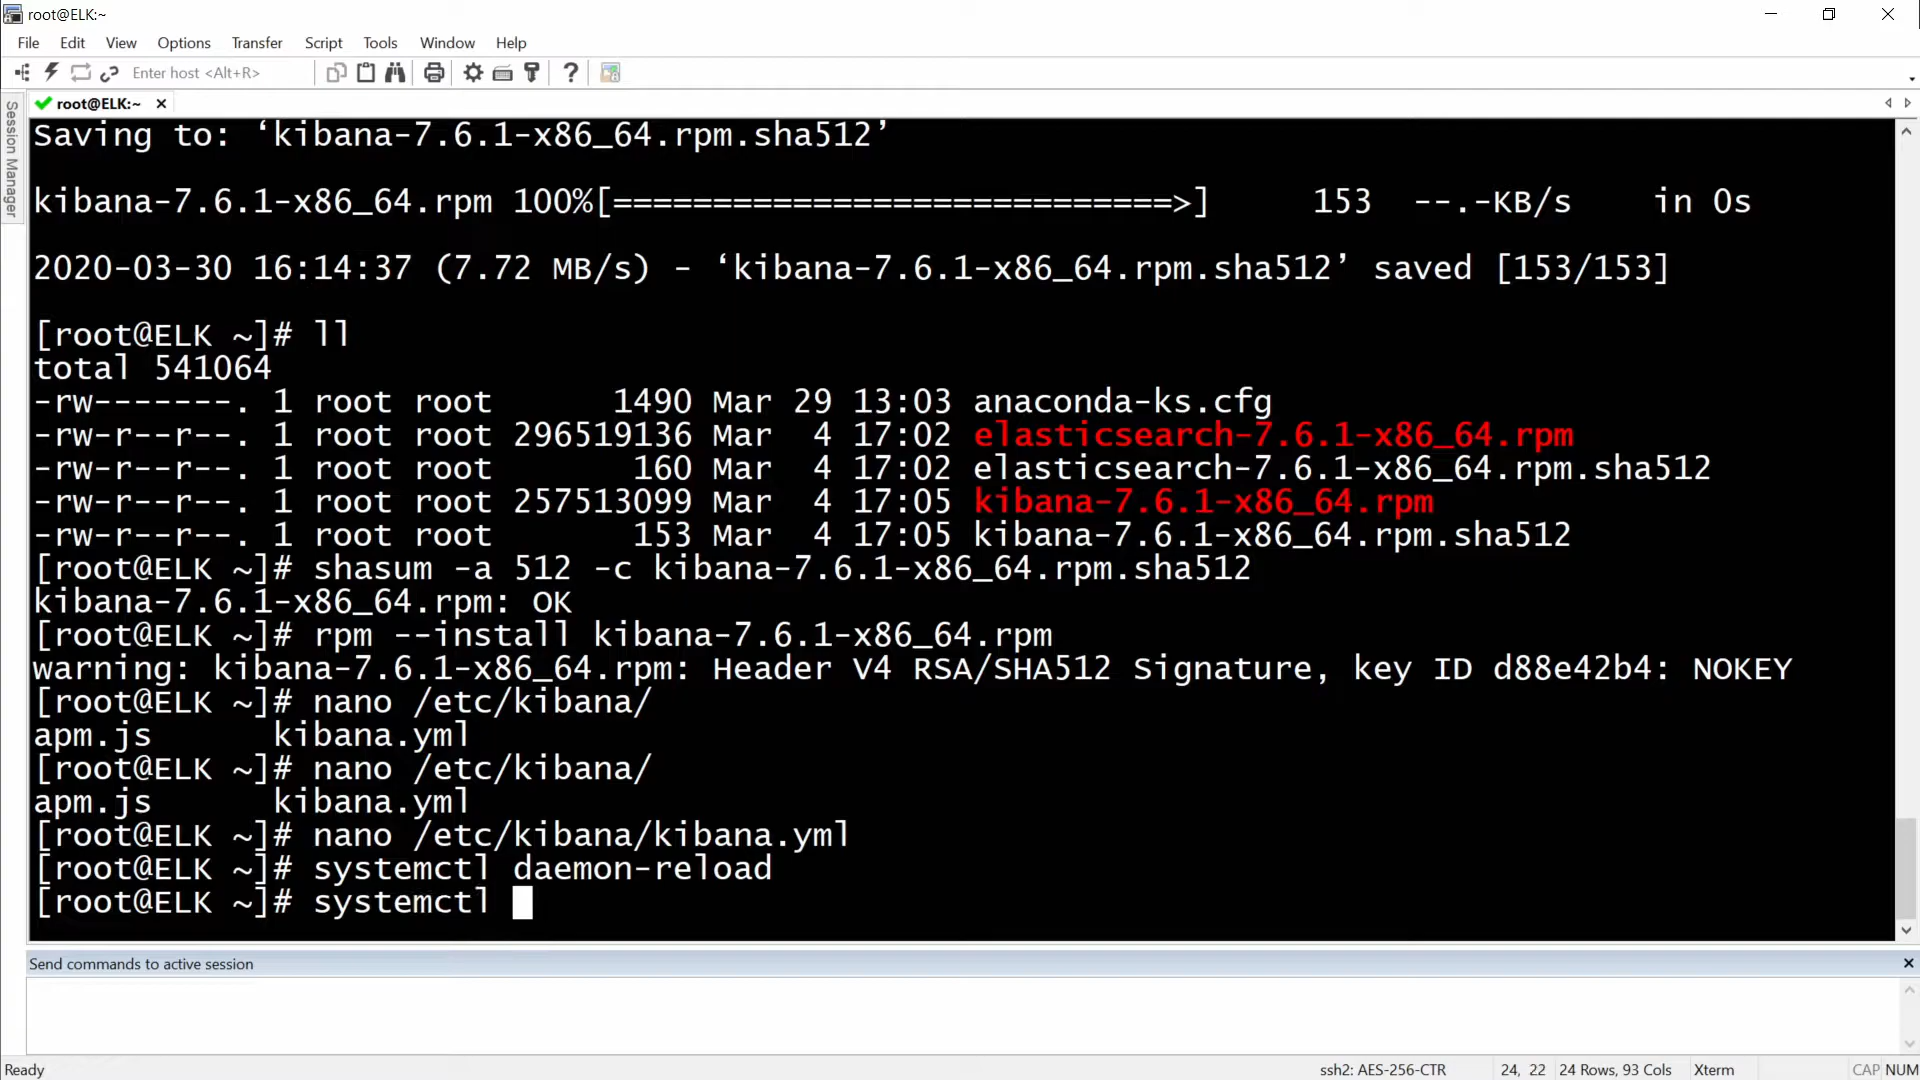 root@ELK:~
File Edit View Options Transfer Script Tools Window Help
Enter host <Alt+R>
Session Manager
root@ELK:~
Saving to: ‘kibana-7.6.1-x86_64.rpm.sha512’
kibana-7.6.1-x86_64.rpm 100%[============================>] 153 --.-KB/s in 0s
2020-03-30 16:14:37 (7.72 MB/s) - ‘kibana-7.6.1-x86_64.rpm.sha512’ saved [153/153]
[root@ELK ~]# ll
total 541064
-rw-------. 1 root root 1490 Mar 29 13:03 anaconda-ks.cfg
-rw-r--r--. 1 root root 296519136 Mar 4 17:02 elasticsearch-7.6.1-x86_64.rpm
-rw-r--r--. 1 root root 160 Mar 4 17:02 elasticsearch-7.6.1-x86_64.rpm.sha512
-rw-r--r--. 1 root root 257513099 Mar 4 17:05 kibana-7.6.1-x86_64.rpm
-rw-r--r--. 1 root root 153 Mar 4 17:05 kibana-7.6.1-x86_64.rpm.sha512
[root@ELK ~]# shasum -a 512 -c kibana-7.6.1-x86_64.rpm.sha512
kibana-7.6.1-x86_64.rpm: OK
[root@ELK ~]# rpm --install kibana-7.6.1-x86_64.rpm
warning: kibana-7.6.1-x86_64.rpm: Header V4 RSA/SHA512 Signature, key ID d88e42b4: NOKEY
[root@ELK ~]# nano /etc/kibana/
apm.js kibana.yml
[root@ELK ~]# nano /etc/kibana/
apm.js kibana.yml
[root@ELK ~]# nano /etc/kibana/kibana.yml
[root@ELK ~]# systemctl daemon-reload
[root@ELK ~]# systemctl
Send commands to active session
Ready ssh2: AES-256-CTR 24, 22 24 Rows, 93 Cols Xterm CAP NUM